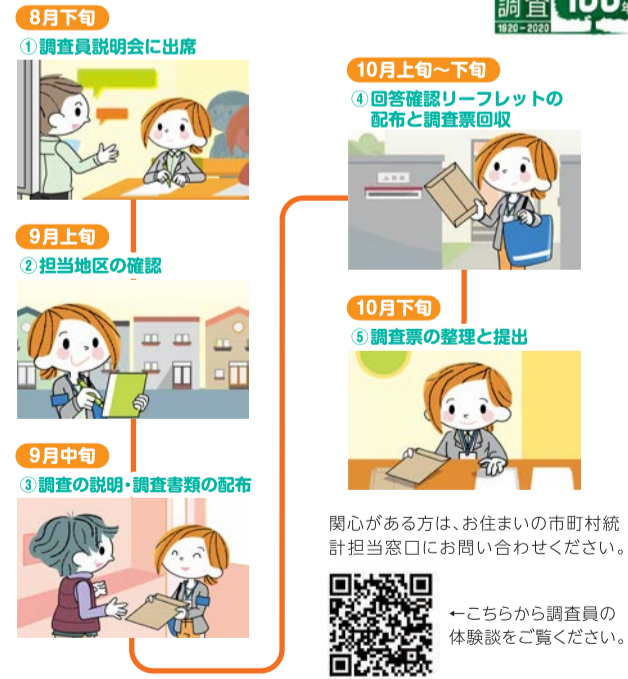 調査 100年
1920-2020
8月下旬
①調査員説明会に出席
9月上旬
②担当地区の確認
9月中旬
③調査の説明・調査書類の配布
10月上旬〜下旬
④回答確認リーフレットの
配布と調査票回収
10月下旬
⑤調査票の整理と提出
関心がある方は、お住まいの市町村統
計担当窓口にお問い合わせください。
←こちらから調査員の
体験談をご覧ください。